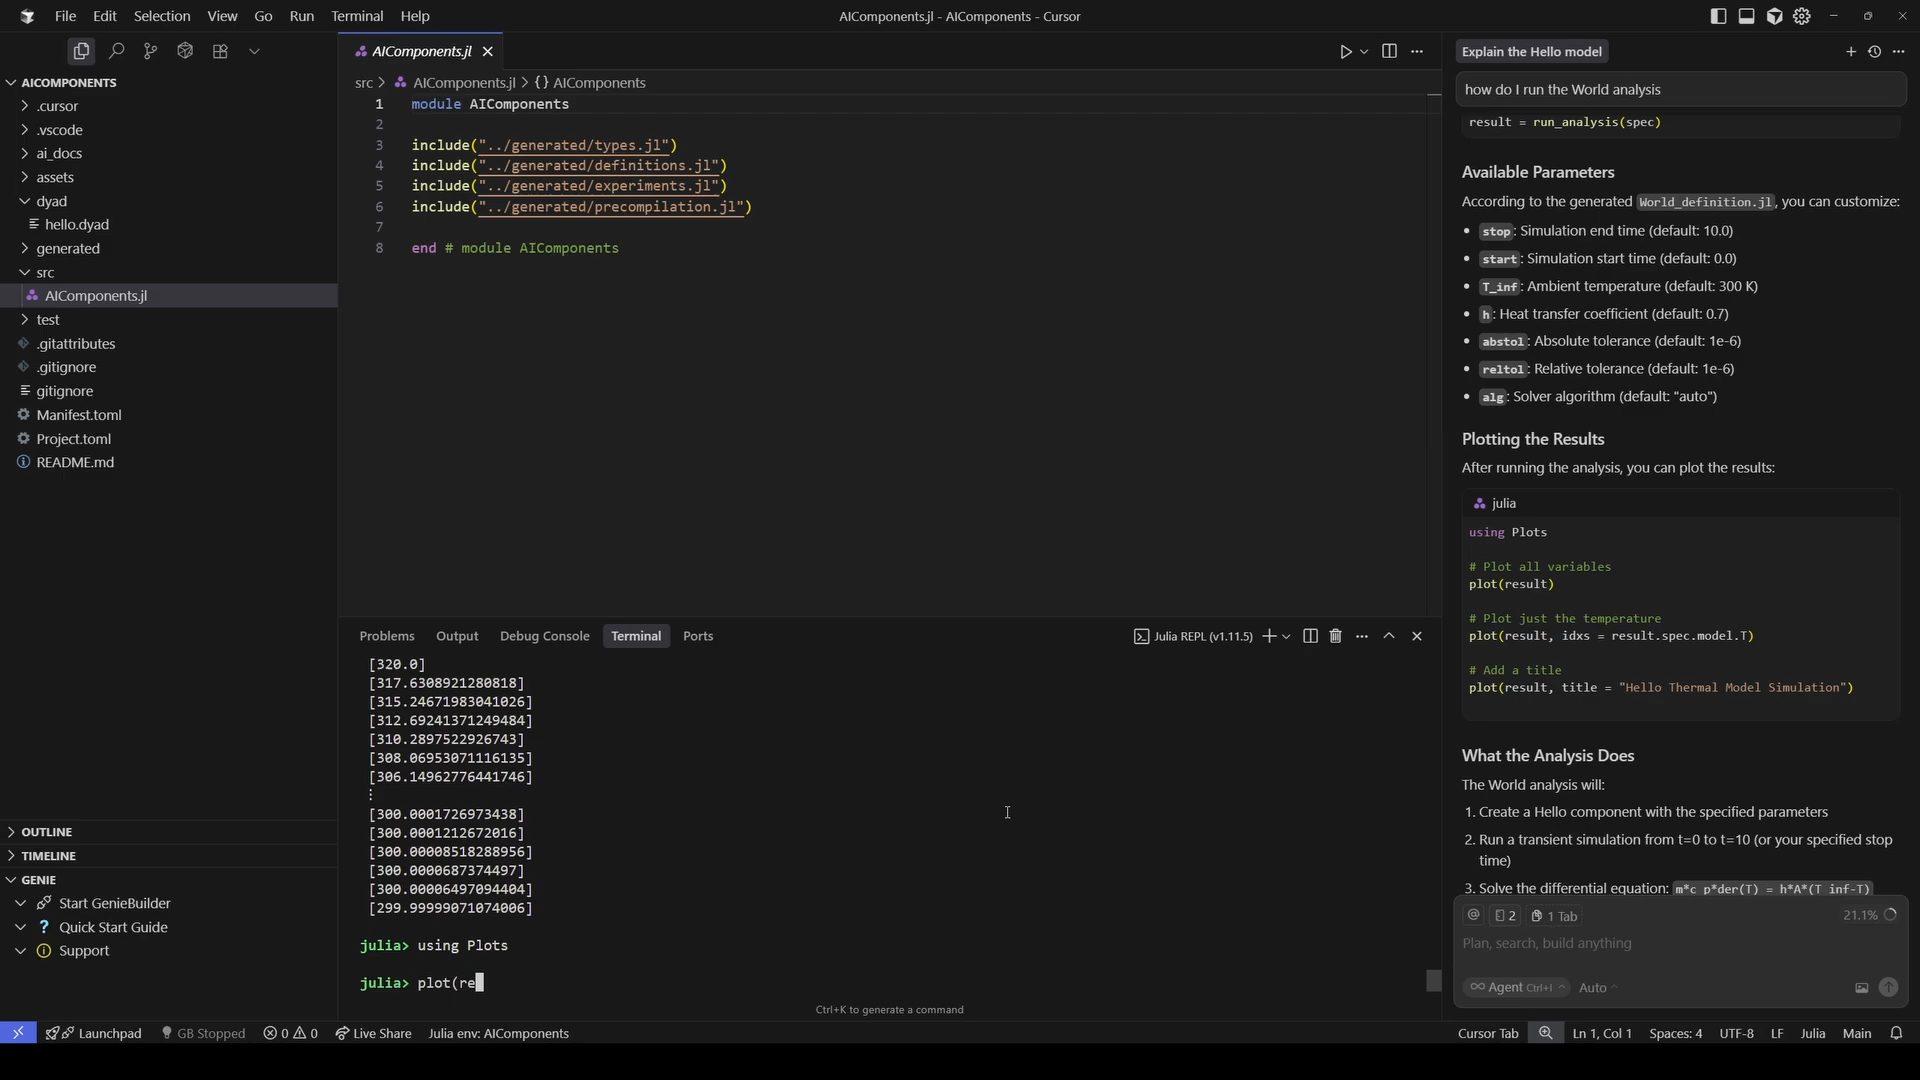 File Edit Selection View Go Run Terminal Help
AIComponents.jl - AIComponents - Cursor
AICOMPONENTS
.cursor
.vscode
ai_docs
assets
dyad
hello.dyad
generated
src
AIComponents.jl
test
.gitattributes
.gitignore
gitignore
Manifest.toml
Project.toml
README.md
OUTLINE
TIMELINE
GENIE
Start GenieBuilder
Quick Start Guide
Support
AIComponents.jl
src > AIComponents.jl > {} AIComponents
1 module AIComponents
2
3 include("../generated/types.jl")
4 include("../generated/definitions.jl")
5 include("../generated/experiments.jl")
6 include("../generated/precompilation.jl")
7
8 end # module AIComponents
Problems Output Debug Console Terminal Ports
Julia REPL (v1.11.5)
[320.0]
[317.6308921280818]
[315.24671983041026]
[312.69241371249484]
[310.2897522926743]
[308.06953071116135]
[306.14962776441746]
⋮
[300.0001726973438]
[300.0001212672016]
[300.00008518288956]
[300.0000687374497]
[300.00006497094404]
[299.99999071074006]
julia> using Plots
julia> plot(re
Ctrl+K to generate a command
Explain the Hello model
how do I run the World analysis
result = run_analysis(spec)
Available Parameters
According to the generated World_definition.jl, you can customize:
• stop: Simulation end time (default: 10.0)
• start: Simulation start time (default: 0.0)
• T_inf: Ambient temperature (default: 300 K)
• h: Heat transfer coefficient (default: 0.7)
• abstol: Absolute tolerance (default: 1e-6)
• reltol: Relative tolerance (default: 1e-6)
• alg: Solver algorithm (default: "auto")
Plotting the Results
After running the analysis, you can plot the results:
julia
using Plots
# Plot all variables
plot(result)
# Plot just the temperature
plot(result, idxs = result.spec.model.T)
# Add a title
plot(result, title = "Hello Thermal Model Simulation")
What the Analysis Does
The World analysis will:
1. Create a Hello component with the specified parameters
2. Run a transient simulation from t=0 to t=10 (or your specified stop
time)
3. Solve the differential equation: m*c_p*der(T) = h*A*(T_inf-T)
@ 2 1 Tab 21.1%
Plan, search, build anything
∞ Agent Ctrl+I Auto
Launchpad GB Stopped 0 0 Live Share Julia env: AIComponents
Cursor Tab Ln 1, Col 1 Spaces: 4 UTF-8 LF Julia Main